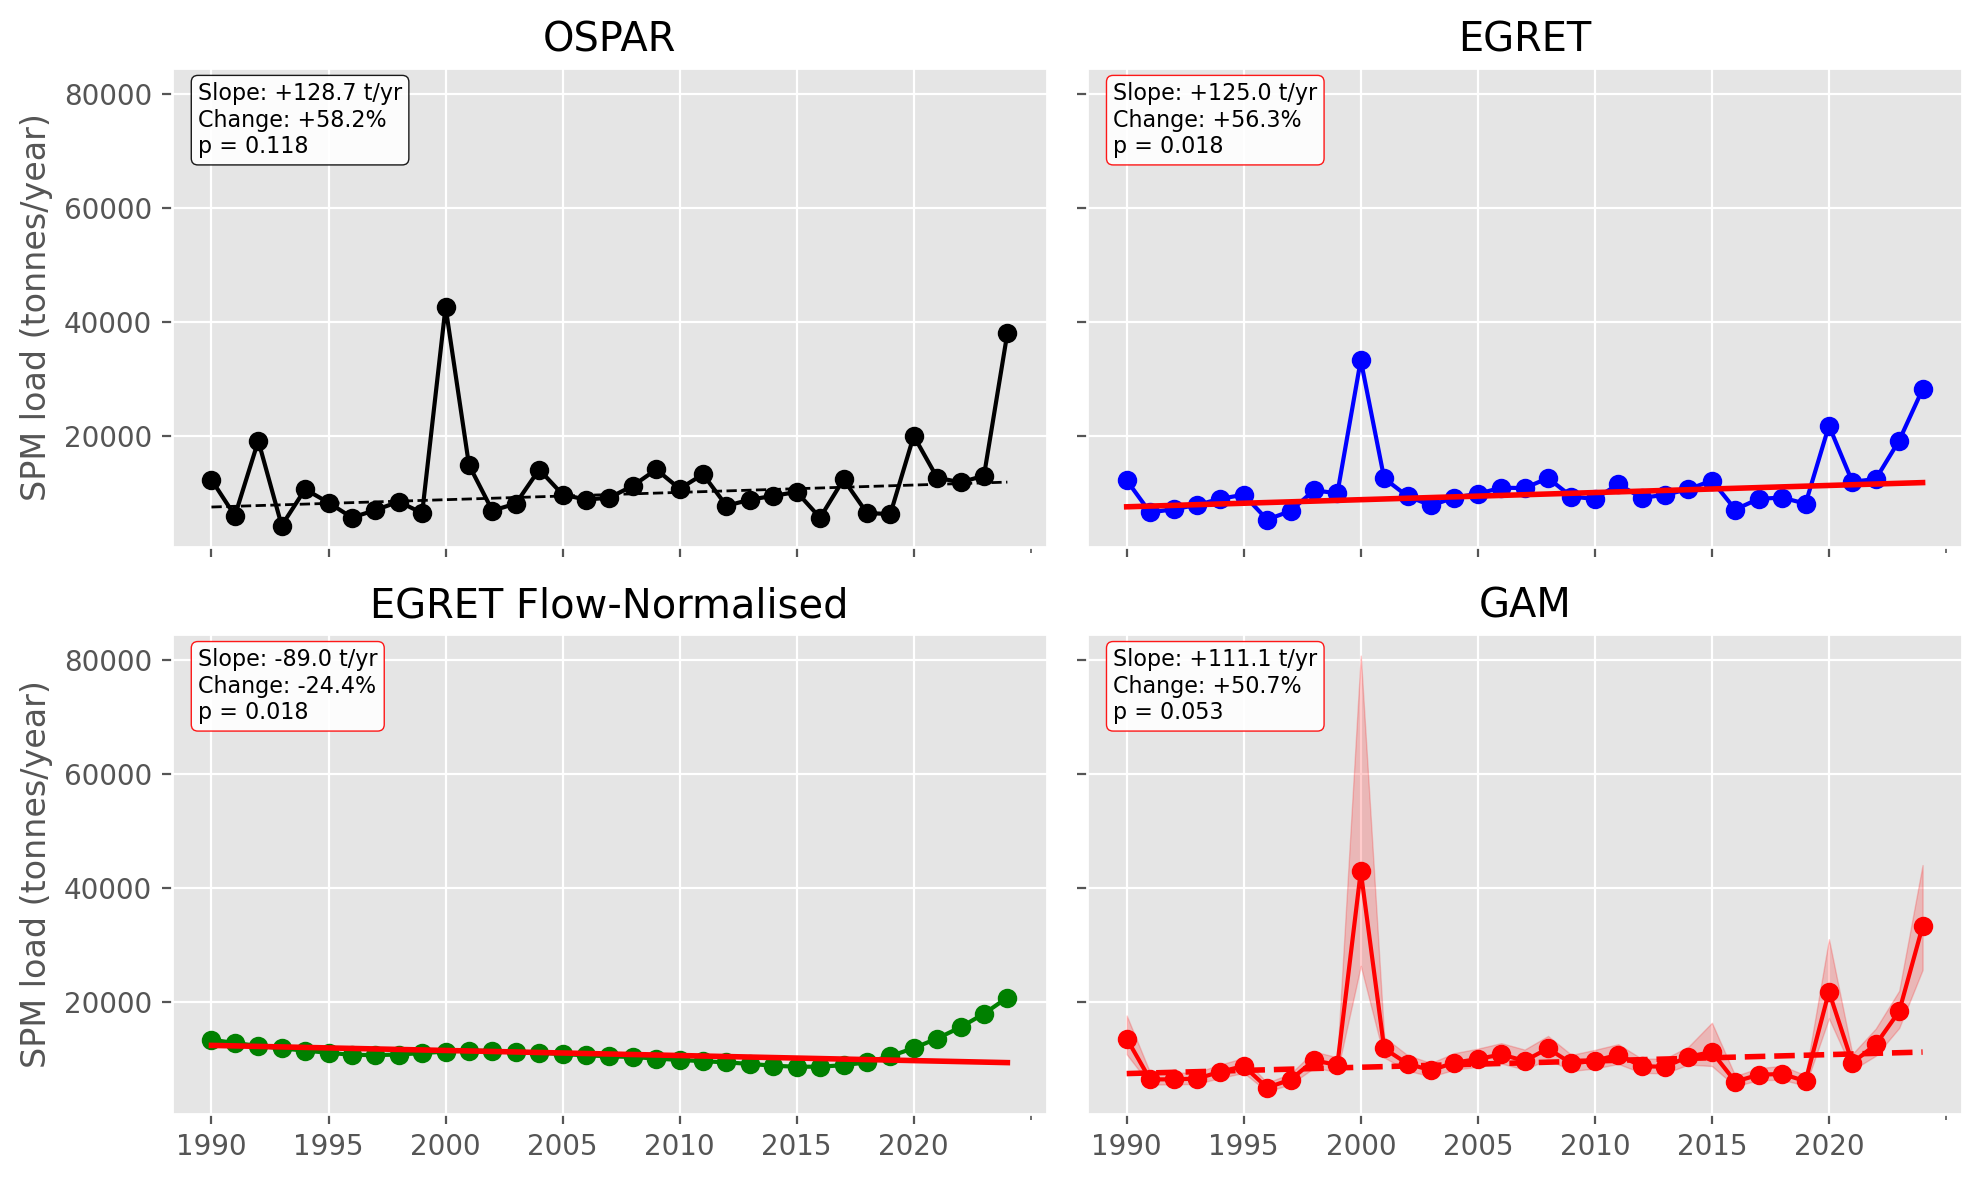 OSPAR
EGRET
SPM load (tonnes/year)
80000
60000
40000
20000
Slope: +128.7 t/yr
Change: +58.2%
p = 0.118
Slope: +125.0 t/yr
Change: +56.3%
p = 0.018
EGRET Flow-Normalised
GAM
SPM load (tonnes/year)
80000
60000
40000
20000
Slope: -89.0 t/yr
Change: -24.4%
p = 0.018
Slope: +111.1 t/yr
Change: +50.7%
p = 0.053
1990 1995 2000 2005 2010 2015 2020
1990 1995 2000 2005 2010 2015 2020